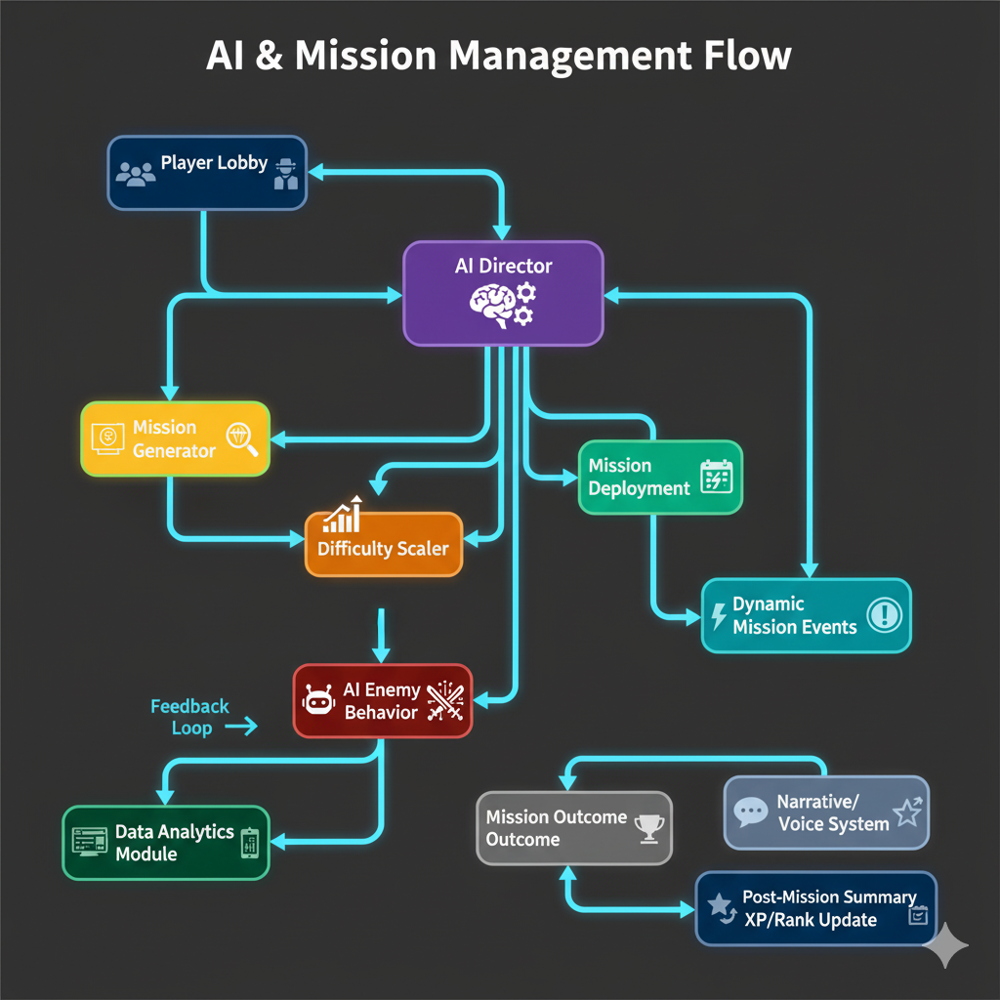 AI & Mission Management Flow
Player Lobby
AI Director
Mission
Generator
Mission
Deployment
Difficulty Scaler
Dynamic
Mission Events
AI Enemy
Behavior
Feedback
Loop
Data Analytics
Module
Mission Outcome
Outcome
Narrative/
Voice System
Post-Mission Summary
XP/Rank Update